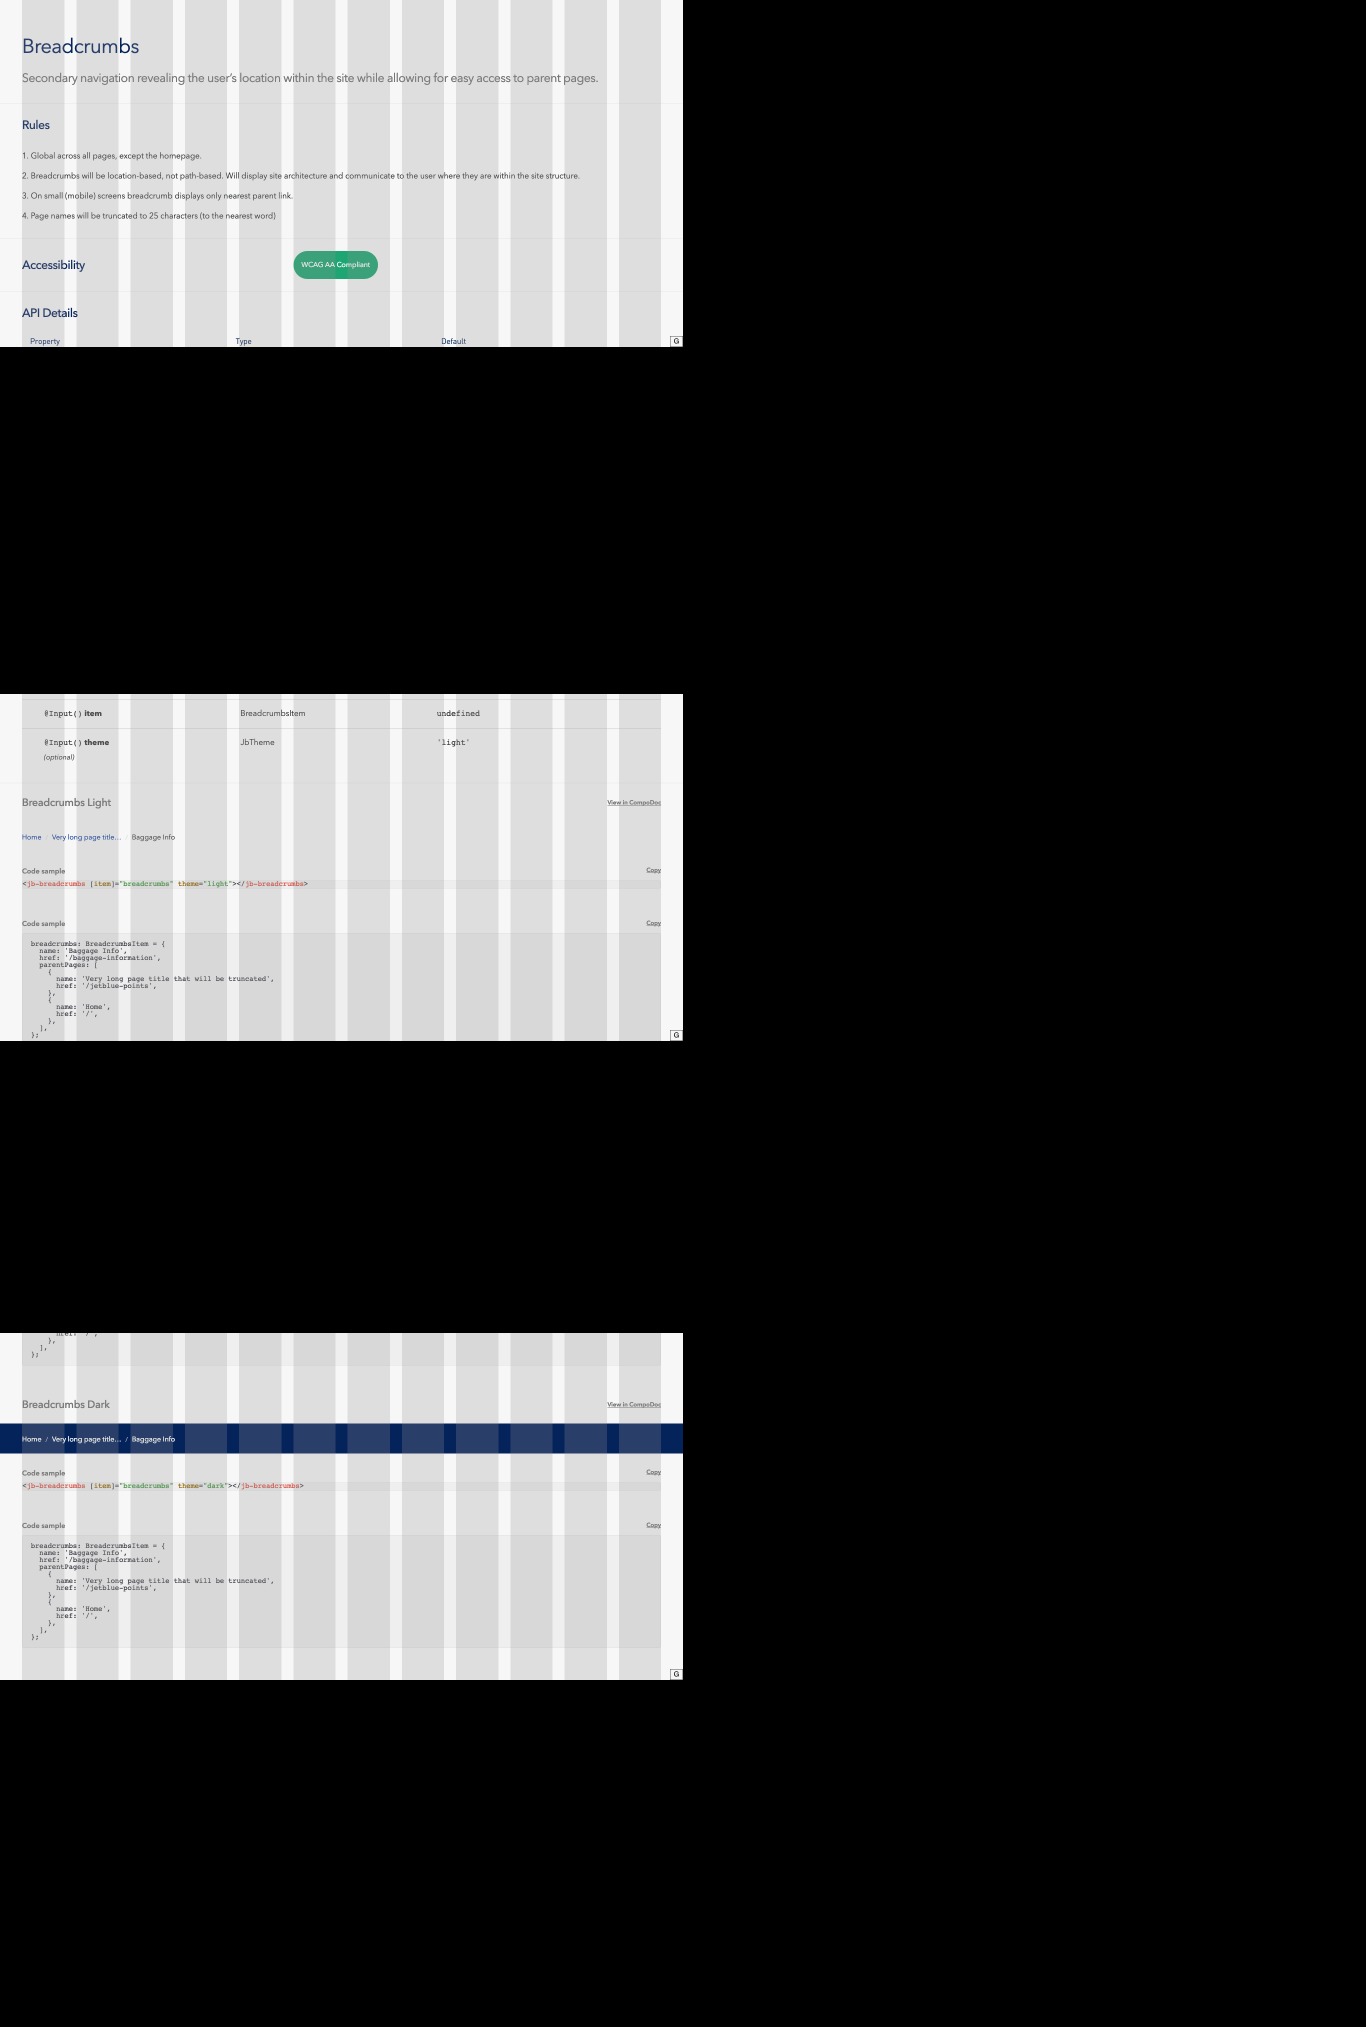 Breadcrumbs
Secondary navigation revealing the user's location within the site while allowing for easy access to parent pages.
Rules
1. Global across all pages, except the homepage.
2. Breadcrumbs will be location-based, not path-based. Will display site architecture and communicate to the user where they are within the site structure.
3. On small (mobile) screens breadcrumb displays only nearest parent link.
4. Page names will be truncated to 25 characters (to the nearest word)
Accessibility WCAG AA Compliant
API Details
Property Type Default
G
@Input() item BreadcrumbsItem undefined
@Input() theme JbTheme 'light'
(optional)
Breadcrumbs Light View in CompoDoc
Home / Very long page title... / Baggage Info
Code sample Copy
<jb-breadcrumbs [item]="breadcrumbs" theme="light"></jb-breadcrumbs>
Code sample Copy
breadcrumbs: BreadcrumbsItem = {
name: 'Baggage Info',
href: '/baggage-information',
parentPages: [
{
name: 'Very long page title that will be truncated',
href: '/jetblue-points',
},
{
name: 'Home',
href: '/',
},
],
};
G
href: '/',
},
],
};
Breadcrumbs Dark View in CompoDoc
Home / Very long page title... / Baggage Info
Code sample Copy
<jb-breadcrumbs [item]="breadcrumbs" theme="dark"></jb-breadcrumbs>
Code sample Copy
breadcrumbs: BreadcrumbsItem = {
name: 'Baggage Info',
href: '/baggage-information',
parentPages: [
{
name: 'Very long page title that will be truncated',
href: '/jetblue-points',
},
{
name: 'Home',
href: '/',
},
],
};
G